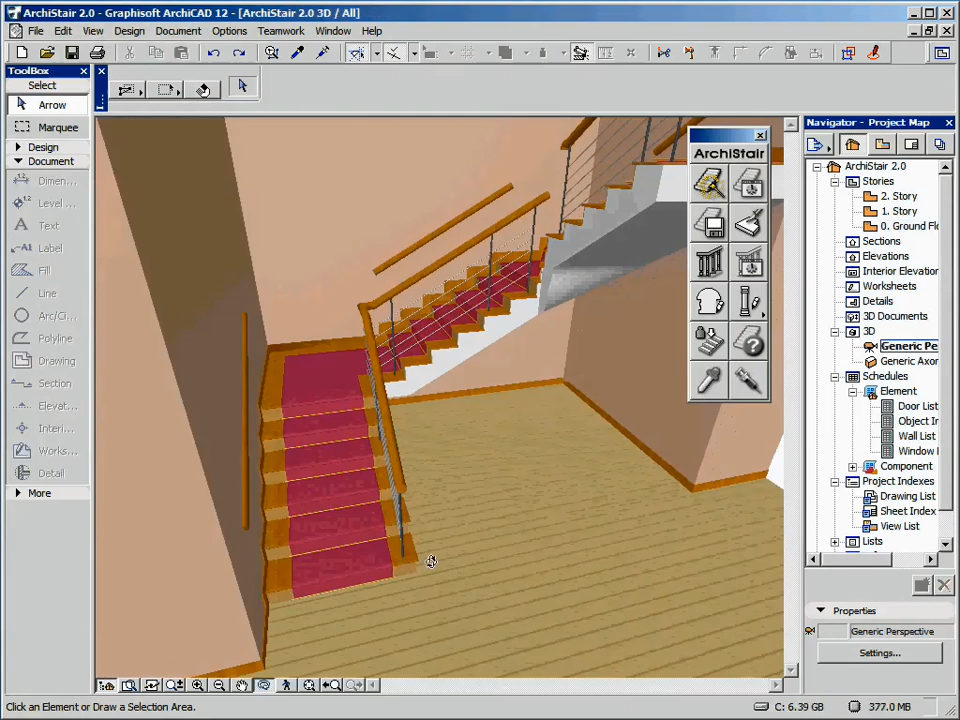 ArchiStair 2.0 - Graphisoft ArchiCAD 12 - [ArchiStair 2.0 3D / All]
File Edit View Design Document Options Teamwork Window Help
ToolBox
Select
Arrow
Marquee
Design
Document
Dimen...
Level ...
Text
Label
Fill
Line
Arc/Ci...
Polyline
Drawing
Section
Elevat...
Interi...
Works...
Detail
More
ArchiStair
Navigator - Project Map
ArchiStair 2.0
Stories
2. Story
1. Story
0. Ground Fl
Sections
Elevations
Interior Elevation
Worksheets
Details
3D Documents
3D
Generic Pe
Generic Axon
Schedules
Element
Door List
Object In
Wall List
Window L
Component
Project Indexes
Drawing List
Sheet Index
View List
Lists
Properties
Generic Perspective
Settings...
Click an Element or Draw a Selection Area.
C: 6.39 GB
377.0 MB